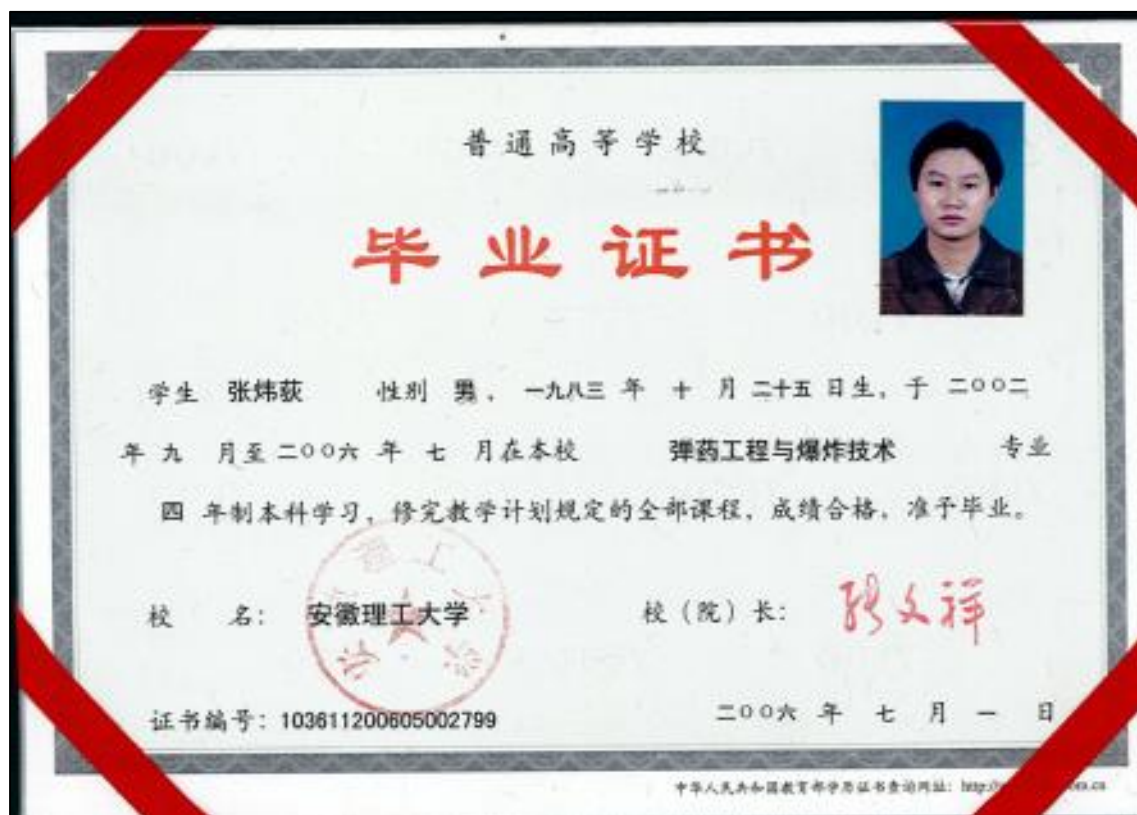 普通高等学校
毕业证书
学生 张炜荻 性别 男，一九八三 年 十 月 二十五 日生，于 二〇〇二
年 九 月至 二〇〇六 年 七 月在本校 弹药工程与爆炸技术 专业
四 年制本科学习，修完教学计划规定的全部课程，成绩合格，准予毕业。
校 名：安徽理工大学
校（院）长：
证书编号：103611200605002799
二〇〇六 年 七 月 一 日
中华人民共和国教育部学历证书查询网址：http://